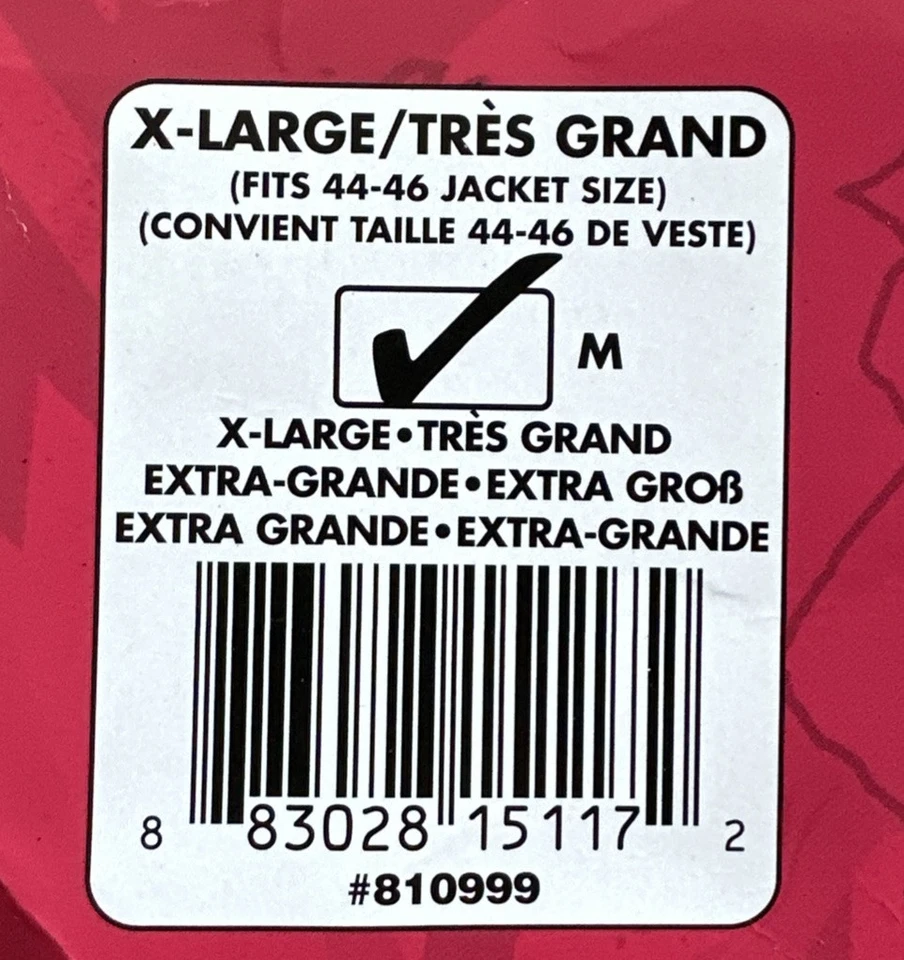 X-LARGE/TRÈS GRAND
(FITS 44-46 JACKET SIZE)
(CONVIENT TAILLE 44-46 DE VESTE)
M
X-LARGE•TRÈS GRAND
EXTRA-GRANDE•EXTRA GROß
EXTRA GRANDE•EXTRA-GRANDE
8 83028 15117 2
#810999